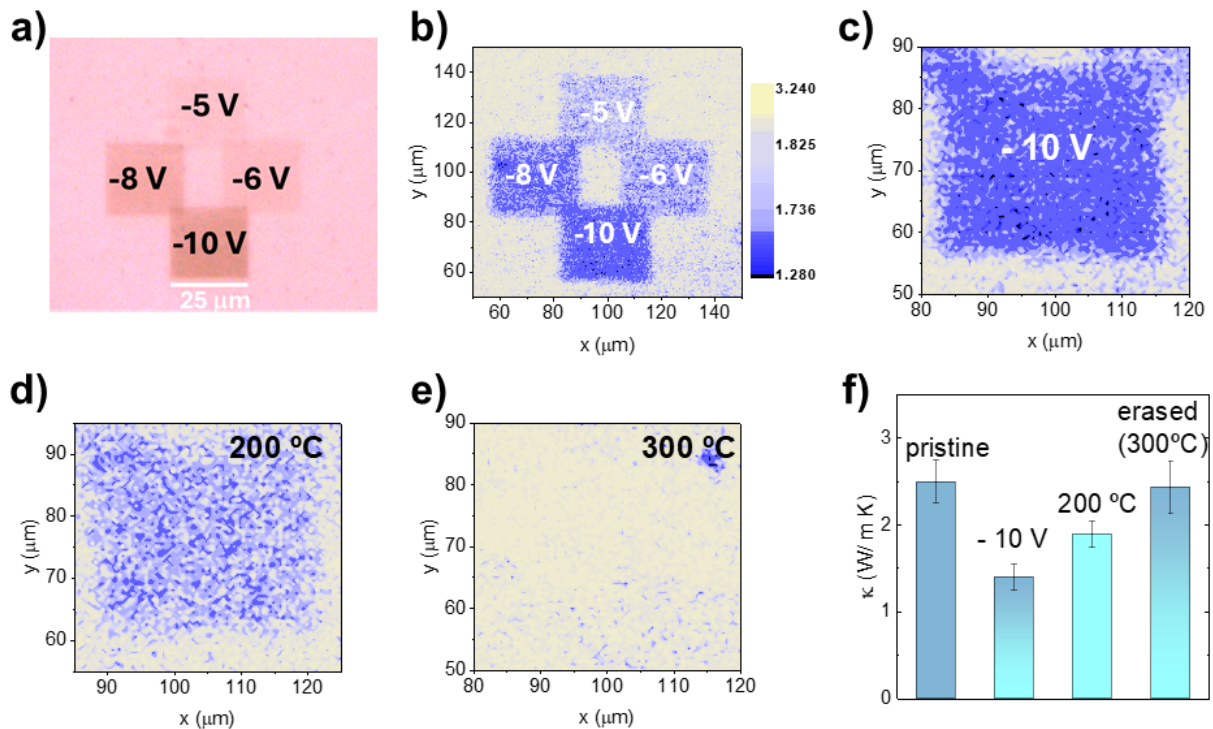 a)
-5 V
-8 V
-6 V
-10 V
25 μm
b)
140
120
100
80
60
y (μm)
-5 V
-8 V
-6 V
-10 V
60 80 100 120 140
x (μm)
3.240
1.825
1.736
1.280
c)
90
80
70
60
50
y (μm)
- 10 V
80 90 100 110 120
x (μm)
d)
200 ºC
90
80
70
60
y (μm)
90 100 110 120
x (μm)
e)
300 ºC
90
80
70
60
50
y (μm)
80 90 100 110 120
x (μm)
f)
κ (W/ m K)
3
2
1
0
pristine
- 10 V
200 ºC
erased
(300ºC)